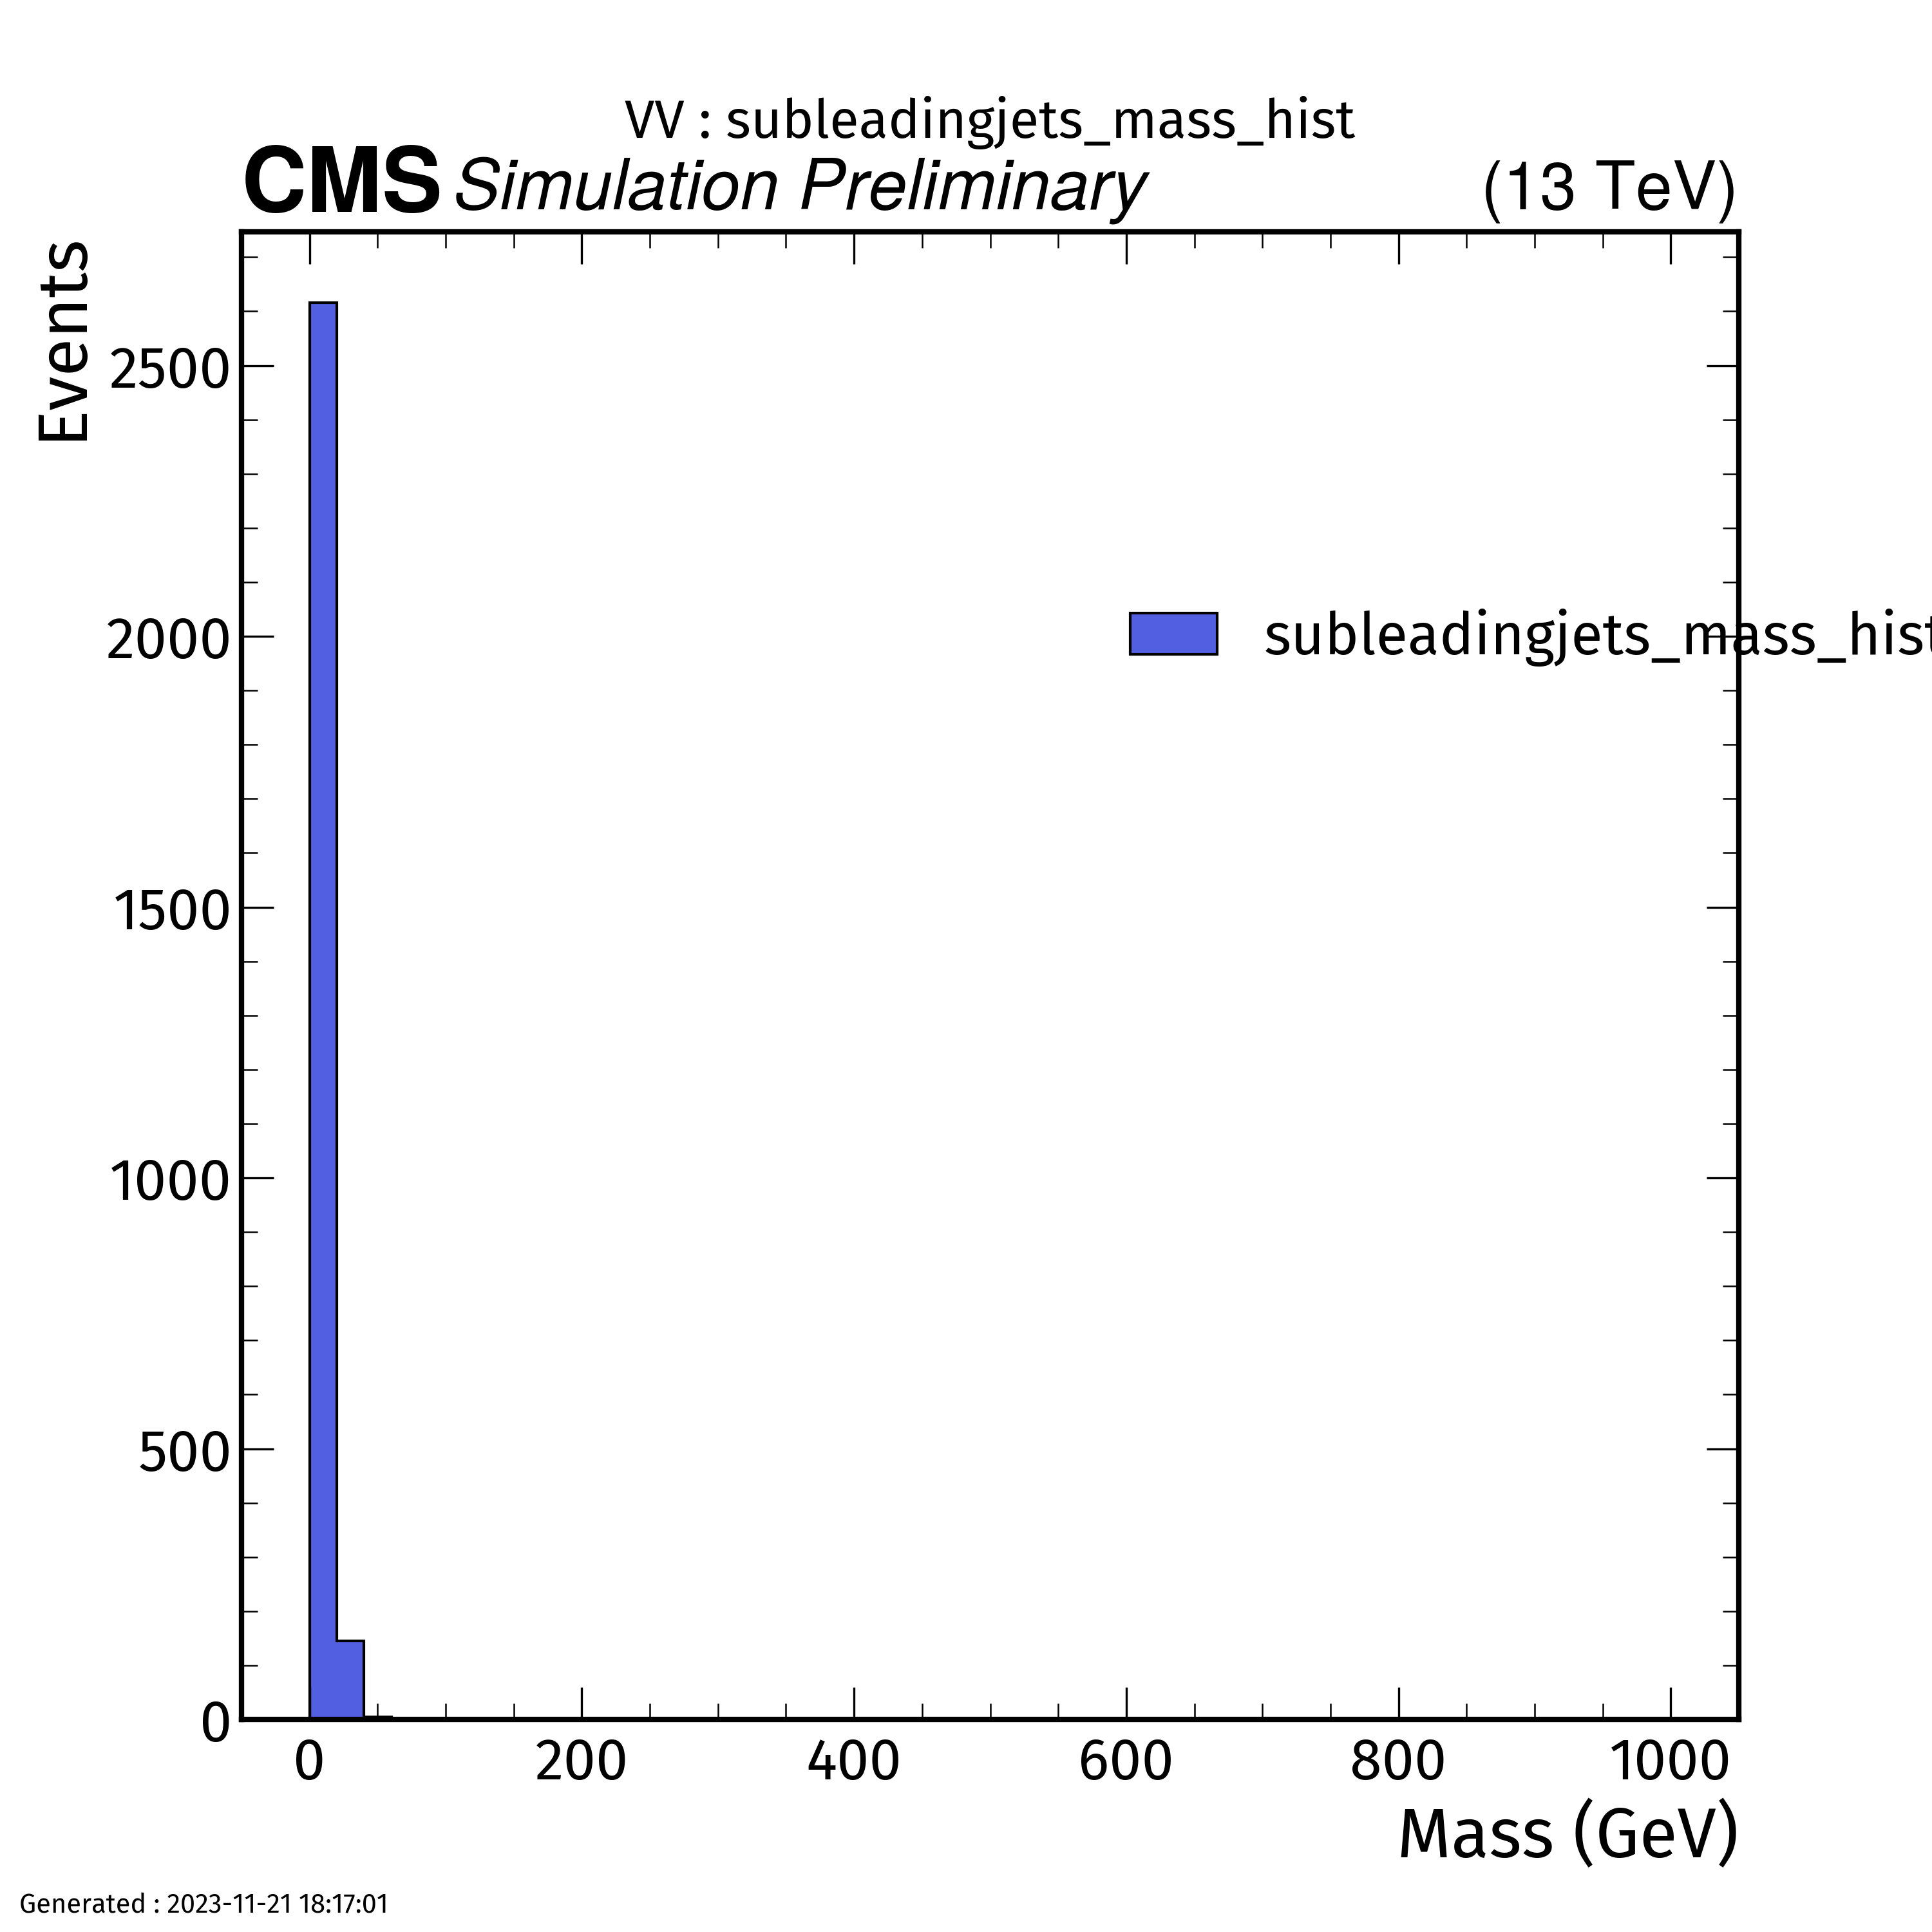 VV : subleadingjets_mass_hist
CMS Simulation Preliminary (13 TeV)
Events
2500
2000
1500
1000
500
0
subleadingjets_mass_hist
0 200 400 600 800 1000
Mass (GeV)
Generated : 2023-11-21 18:17:01